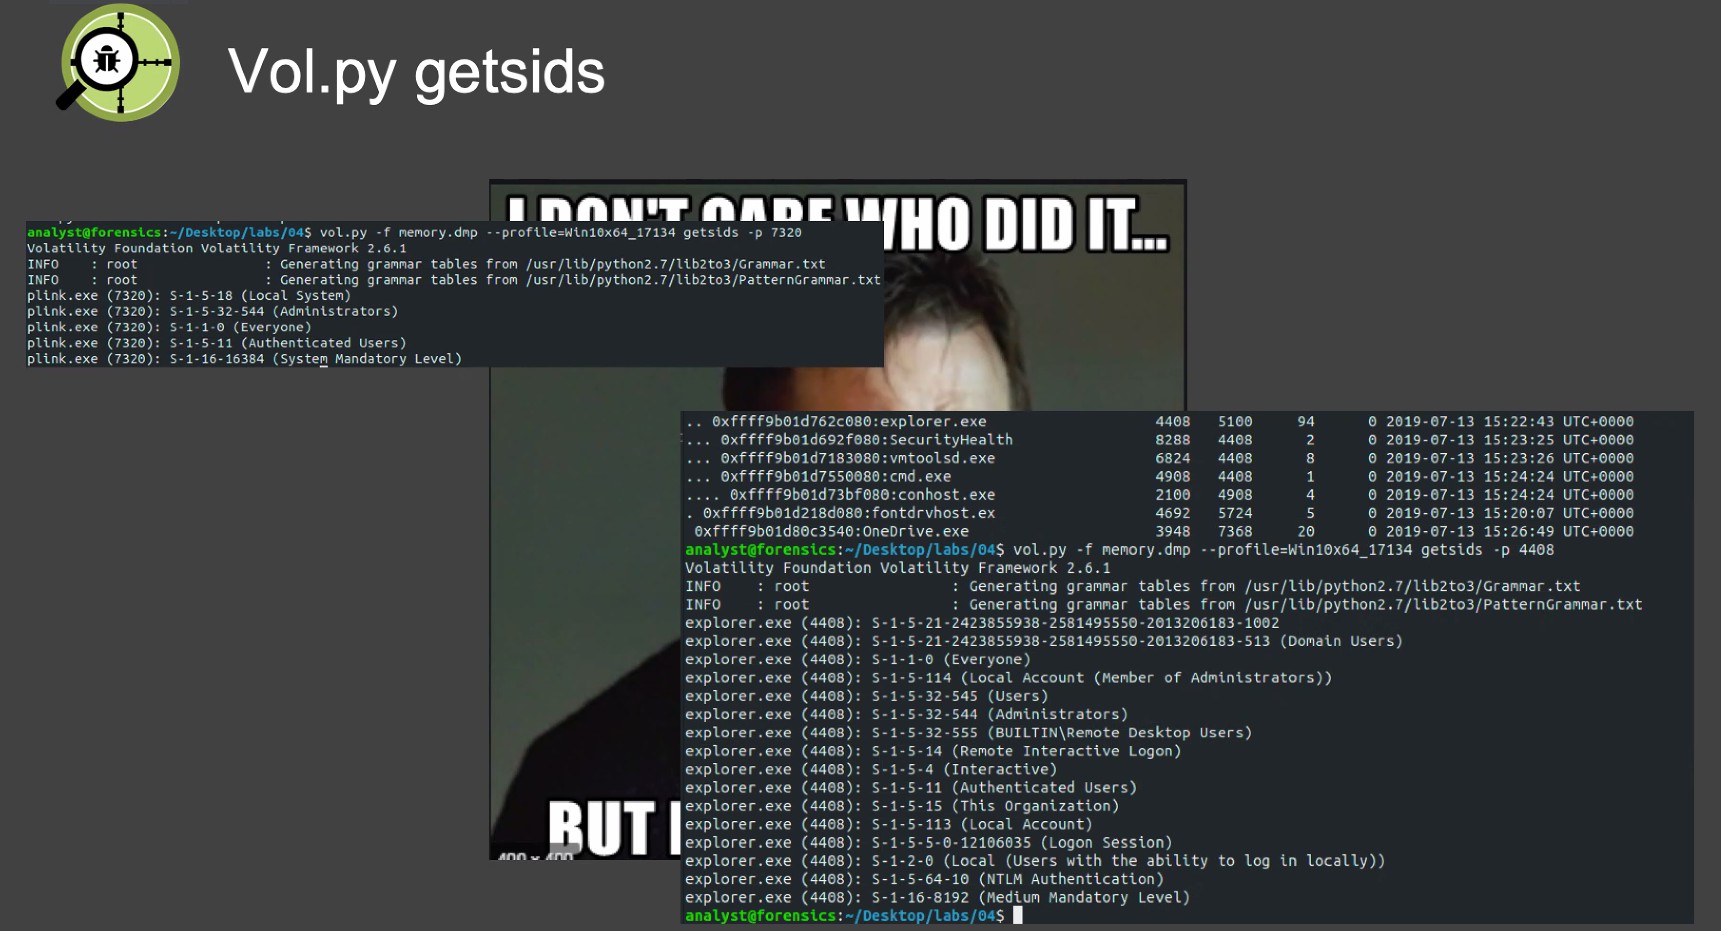 Vol.py getsids
I DON'T CARE WHO DID IT...
analyst@forensics:~/Desktop/labs/04$ vol.py -f memory.dmp --profile=Win10x64_17134 getsids -p 7320
Volatility Foundation Volatility Framework 2.6.1
INFO    : root                : Generating grammar tables from /usr/lib/python2.7/lib2to3/Grammar.txt
INFO    : root                : Generating grammar tables from /usr/lib/python2.7/lib2to3/PatternGrammar.txt
plink.exe (7320): S-1-5-18 (Local System)
plink.exe (7320): S-1-5-32-544 (Administrators)
plink.exe (7320): S-1-1-0 (Everyone)
plink.exe (7320): S-1-5-11 (Authenticated Users)
plink.exe (7320): S-1-16-16384 (System Mandatory Level)
.. 0xffff9b01d762c080:explorer.exe 4408 5100 94 0 2019-07-13 15:22:43 UTC+0000
... 0xffff9b01d692f080:SecurityHealth 8288 4408 2 0 2019-07-13 15:23:25 UTC+0000
... 0xffff9b01d7183080:vmtoolsd.exe 6824 4408 8 0 2019-07-13 15:23:26 UTC+0000
... 0xffff9b01d7550080:cmd.exe 4908 4408 1 0 2019-07-13 15:24:24 UTC+0000
.... 0xffff9b01d73bf080:conhost.exe 2100 4908 4 0 2019-07-13 15:24:24 UTC+0000
. 0xffff9b01d218d080:fontdrvhost.ex 4692 5724 5 0 2019-07-13 15:20:07 UTC+0000
0xffff9b01d80c3540:OneDrive.exe 3948 7368 20 0 2019-07-13 15:26:49 UTC+0000
analyst@forensics:~/Desktop/labs/04$ vol.py -f memory.dmp --profile=Win10x64_17134 getsids -p 4408
Volatility Foundation Volatility Framework 2.6.1
INFO    : root                : Generating grammar tables from /usr/lib/python2.7/lib2to3/Grammar.txt
INFO    : root                : Generating grammar tables from /usr/lib/python2.7/lib2to3/PatternGrammar.txt
explorer.exe (4408): S-1-5-21-2423855938-2581495550-2013206183-1002
explorer.exe (4408): S-1-5-21-2423855938-2581495550-2013206183-513 (Domain Users)
explorer.exe (4408): S-1-1-0 (Everyone)
explorer.exe (4408): S-1-5-114 (Local Account (Member of Administrators))
explorer.exe (4408): S-1-5-32-545 (Users)
explorer.exe (4408): S-1-5-32-544 (Administrators)
explorer.exe (4408): S-1-5-32-555 (BUILTIN\Remote Desktop Users)
explorer.exe (4408): S-1-5-14 (Remote Interactive Logon)
explorer.exe (4408): S-1-5-4 (Interactive)
explorer.exe (4408): S-1-5-11 (Authenticated Users)
explorer.exe (4408): S-1-5-15 (This Organization)
explorer.exe (4408): S-1-5-113 (Local Account)
explorer.exe (4408): S-1-5-5-0-12106035 (Logon Session)
explorer.exe (4408): S-1-2-0 (Local (Users with the ability to log in locally))
explorer.exe (4408): S-1-5-64-10 (NTLM Authentication)
explorer.exe (4408): S-1-16-8192 (Medium Mandatory Level)
analyst@forensics:~/Desktop/labs/04$
BUT
400 x 400